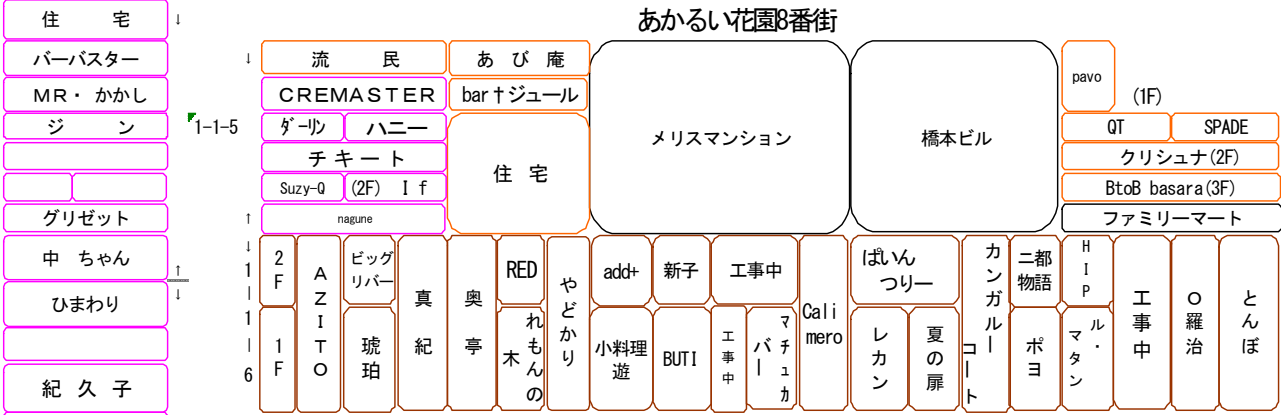 あかるい花園8番街
住 宅
↓
バーバスター
MR・かかし
ジ ン
グリゼット
中 ちゃん
↑
↓
ひまわり
紀 久 子
1-1-5
↓
流 民
あ び 庵
CREMASTER
bar†ジュール
ダーリン
ハニー
チキート
住 宅
Suzy-Q
(2F) I f
↑
nagune
メリスマンション
橋本ビル
pavo
(1F)
QT
SPADE
クリシュナ(2F)
BtoB basara(3F)
ファミリーマート
↓1-1-6
2F
1F
AZITO
ビッグ
リバー
琥珀
真紀
奥亭
RED
れもんの
木
やどかり
add+
小料理
遊
新子
BUTI
工事中
工事中
マチュカ
バー
Cali
mero
ぱいん
つりー
レカン
夏の扉
カンガルー
コート
二都
物語
ポヨ
HIP
ル・
マタン
工事中
O羅治
とんぼ